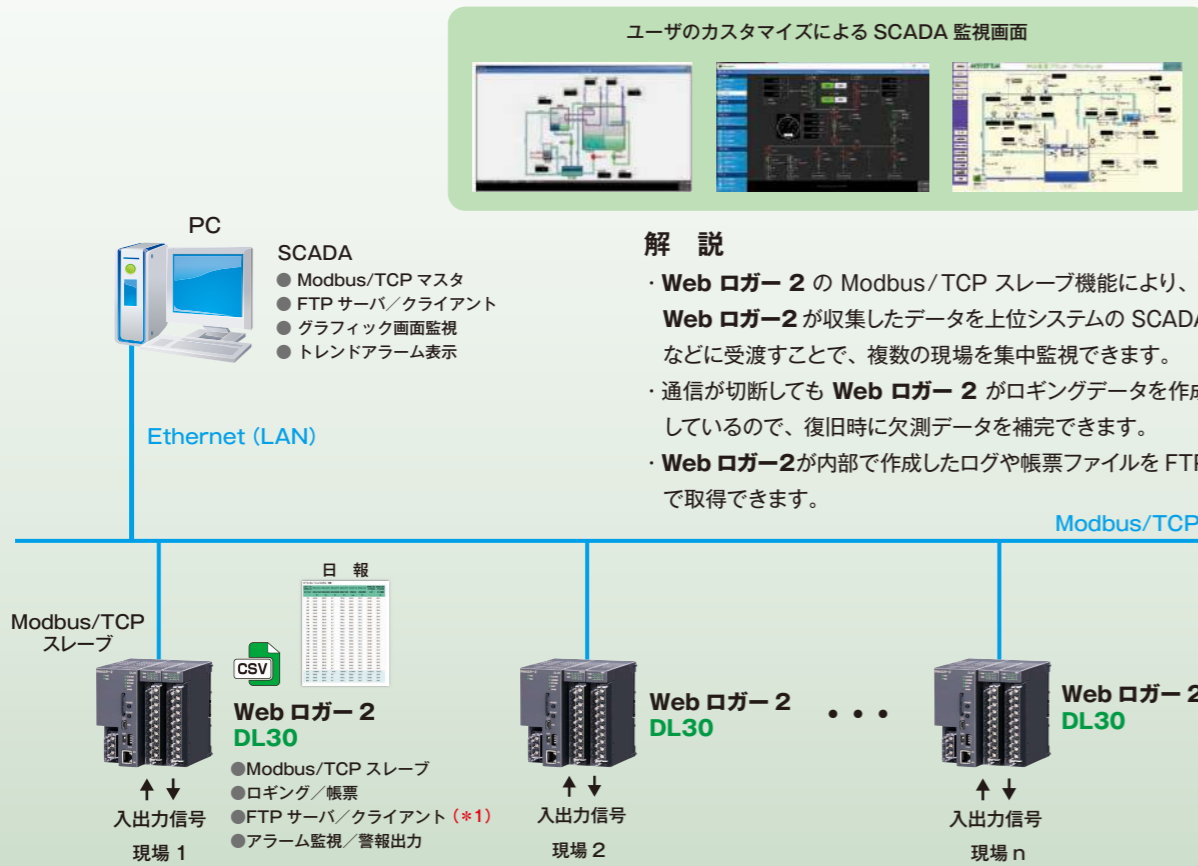 ユーザのカスタマイズによる SCADA 監視画面
PC
SCADA
● Modbus/TCP マスタ
● FTP サーバ／クライアント
● グラフィック画面監視
● トレンドアラーム表示
Ethernet (LAN)
解 説
・Web ロガー 2 の Modbus/TCP スレーブ機能により、
Web ロガー2 が収集したデータを上位システムの SCADA
などに受渡すことで、複数の現場を集中監視できます。
・通信が切断しても Web ロガー 2 がロギングデータを作成
しているので、復旧時に欠測データを補完できます。
・Web ロガー2が内部で作成したログや帳票ファイルを FTP
で取得できます。
Modbus/TCP
日 報
Modbus/TCP
スレーブ
CSV
Web ロガー 2
DL30
●Modbus/TCP スレーブ
●ロギング／帳票
●FTP サーバ／クライアント（＊1）
●アラーム監視／警報出力
入出力信号
現場 1
Web ロガー 2
DL30
・・・
入出力信号
現場 2
Web ロガー 2
DL30
入出力信号
現場 n